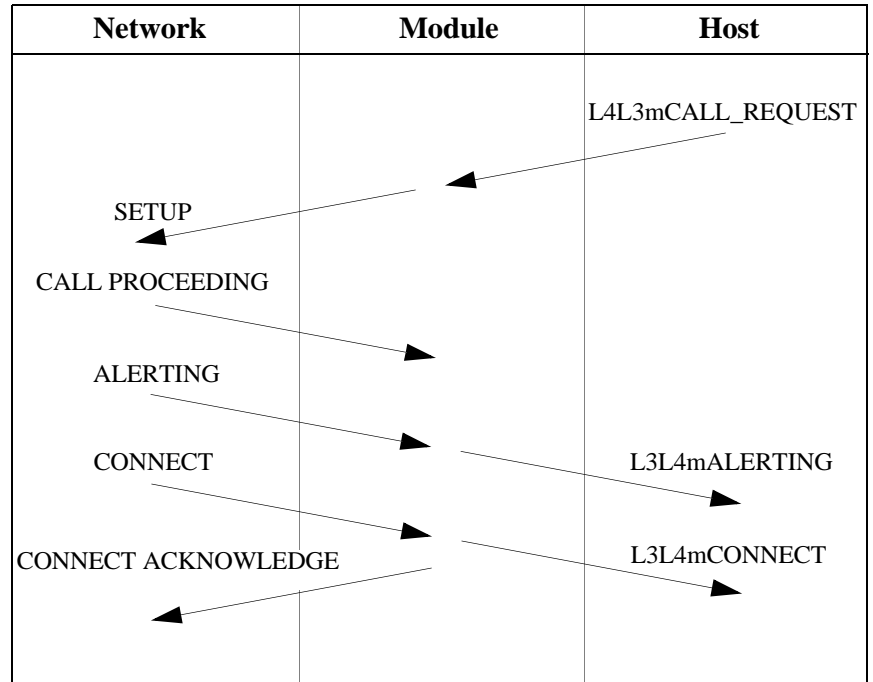 Network Module Host
L4L3mCALL_REQUEST
SETUP
CALL PROCEEDING
ALERTING
L3L4mALERTING
CONNECT
L3L4mCONNECT
CONNECT ACKNOWLEDGE